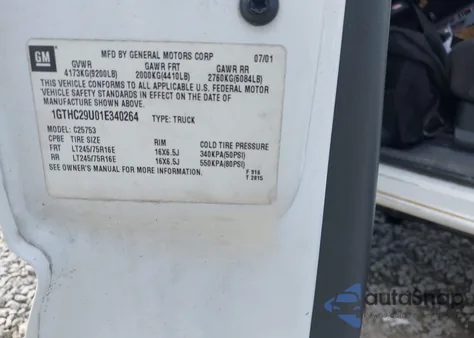 GM
MFD BY GENERAL MOTORS CORP 07/01
GVWR GAWR FRT GAWR RR
4173KG(9200LB) 2000KG(4410LB) 2760KG(6084LB)
THIS VEHICLE CONFORMS TO ALL APPLICABLE U.S. FEDERAL MOTOR
VEHICLE SAFETY STANDARDS IN EFFECT ON THE DATE OF
MANUFACTURE SHOWN ABOVE.
1GTHC29U01E340264 TYPE: TRUCK
MODEL: C25753
CPBE TIRE SIZE RIM COLD TIRE PRESSURE
FRT LT245/75R16E 16X6.5J 340KPA(50PSI)
RR LT245/75R16E 16X6.5J 550KPA(80PSI)
SEE OWNER'S MANUAL FOR MORE INFORMATION.
F 916
T 2815
autoSnap